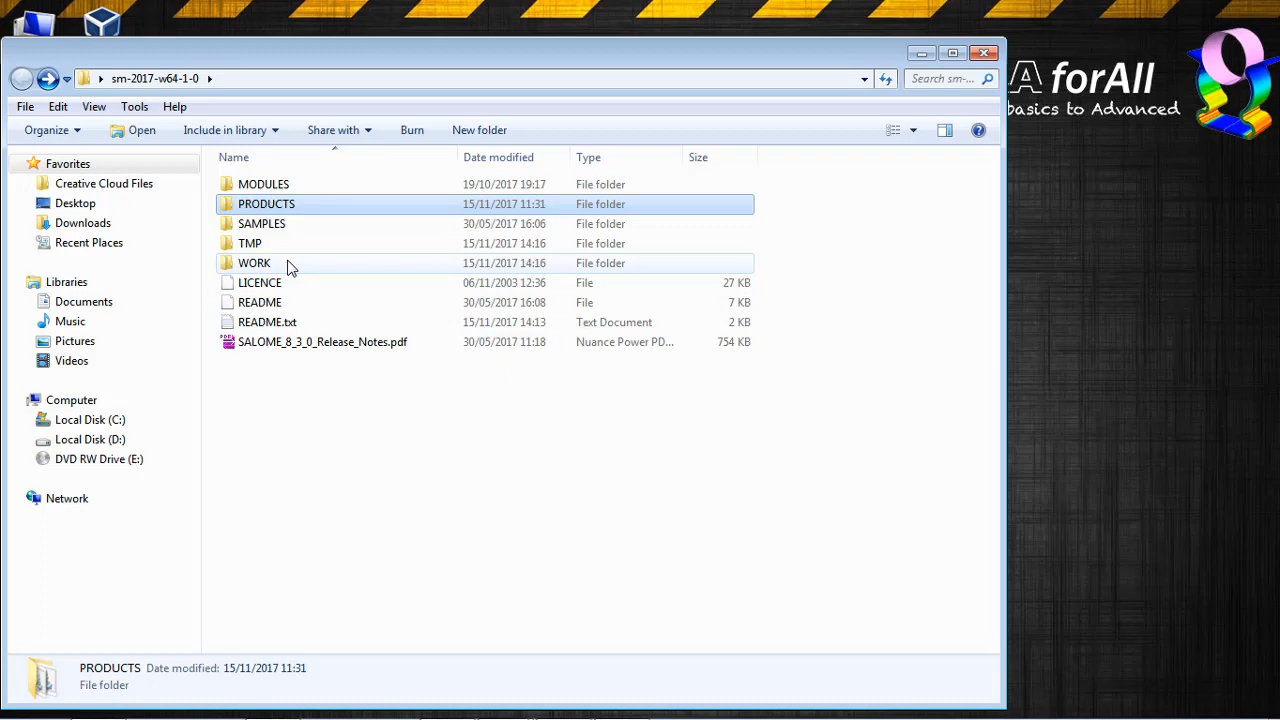 sm-2017-w64-1-0
Search sm-...
A forAll
basics to Advanced
File Edit View Tools Help
Organize Open Include in library Share with Burn New folder
Favorites
Creative Cloud Files
Desktop
Downloads
Recent Places
Libraries
Documents
Music
Pictures
Videos
Computer
Local Disk (C:)
Local Disk (D:)
DVD RW Drive (E:)
Network
Name Date modified Type Size
MODULES 19/10/2017 19:17 File folder
PRODUCTS 15/11/2017 11:31 File folder
SAMPLES 30/05/2017 16:06 File folder
TMP 15/11/2017 14:16 File folder
WORK 15/11/2017 14:16 File folder
LICENCE 06/11/2003 12:36 File 27 KB
README 30/05/2017 16:08 File 7 KB
README.txt 15/11/2017 14:13 Text Document 2 KB
SALOME_8_3_0_Release_Notes.pdf 30/05/2017 11:18 Nuance Power PD... 754 KB
PRODUCTS Date modified: 15/11/2017 11:31
File folder